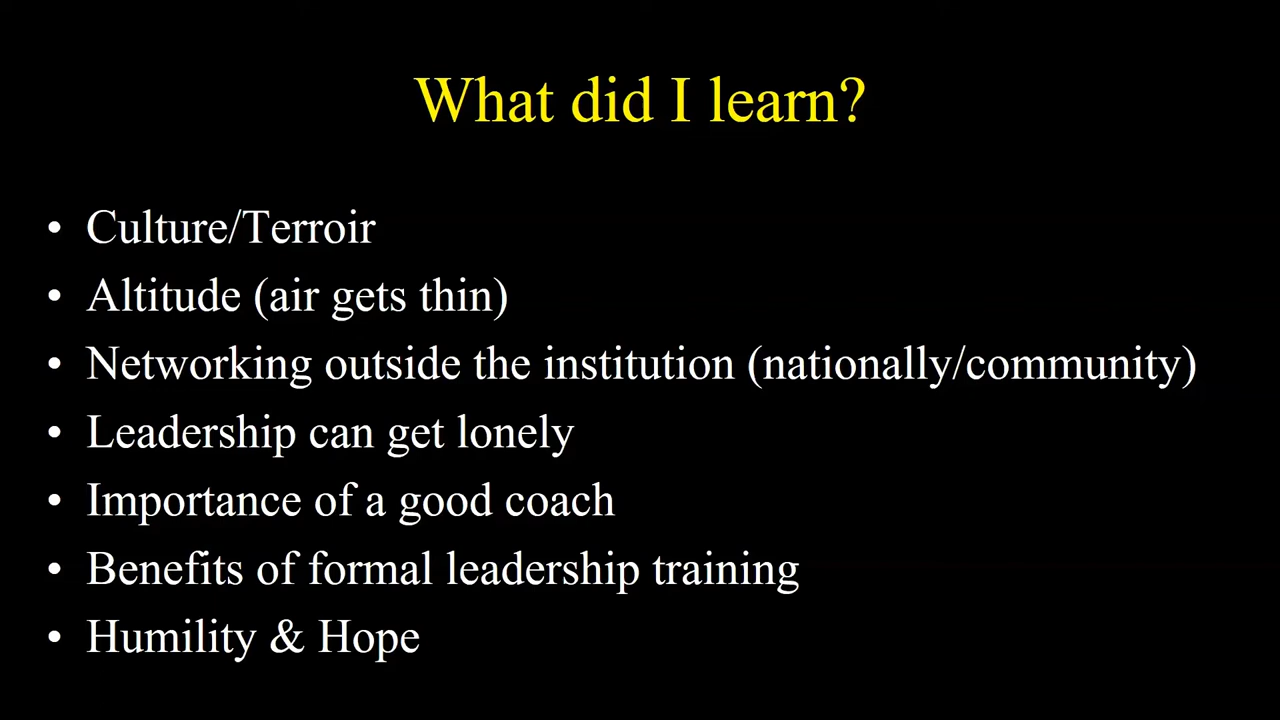 What did I learn?
• Culture/Terroir
• Altitude (air gets thin)
• Networking outside the institution (nationally/community)
• Leadership can get lonely
• Importance of a good coach
• Benefits of formal leadership training
• Humility & Hope